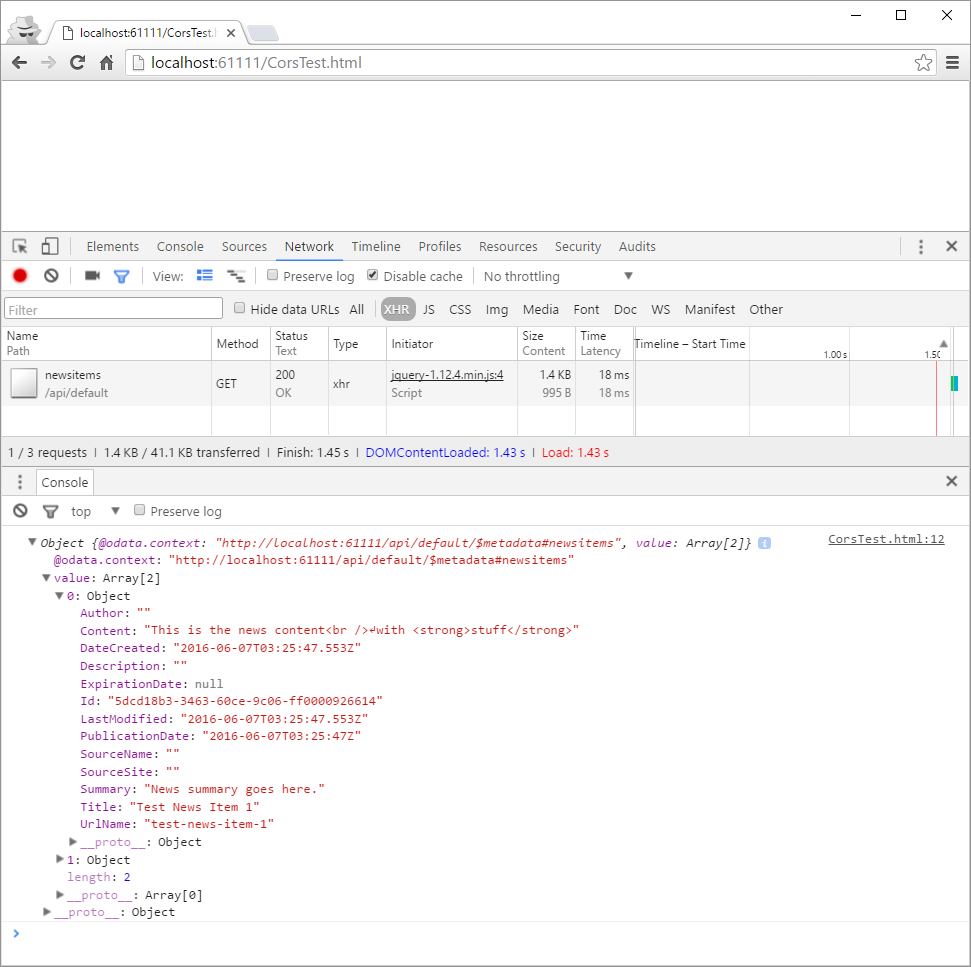 localhost:61111/CorsTest.h
localhost:61111/CorsTest.html
Elements Console Sources Network Timeline Profiles Resources Security Audits
View: Preserve log Disable cache No throttling
Filter Hide data URLs All XHR JS CSS Img Media Font Doc WS Manifest Other
Name Path Method Status Text Type Initiator Size Content Time Latency Timeline – Start Time 1.00 s 1.50
newsitems GET 200 xhr jquery-1.12.4.min.js:4 1.4 KB 18 ms
/api/default OK Script 995 B 18 ms
1 / 3 requests | 1.4 KB / 41.1 KB transferred | Finish: 1.45 s | DOMContentLoaded: 1.43 s | Load: 1.43 s
Console
top Preserve log
Object {@odata.context: "http://localhost:61111/api/default/$metadata#newsitems", value: Array[2]} CorsTest.html:12
@odata.context: "http://localhost:61111/api/default/$metadata#newsitems"
value: Array[2]
0: Object
Author: ""
Content: "This is the news content<br />↵with <strong>stuff</strong>"
DateCreated: "2016-06-07T03:25:47.553Z"
Description: ""
ExpirationDate: null
Id: "5dcd18b3-3463-60ce-9c06-ff0000926614"
LastModified: "2016-06-07T03:25:47.553Z"
PublicationDate: "2016-06-07T03:25:47Z"
SourceName: ""
SourceSite: ""
Summary: "News summary goes here."
Title: "Test News Item 1"
UrlName: "test-news-item-1"
__proto__: Object
1: Object
length: 2
__proto__: Array[0]
__proto__: Object